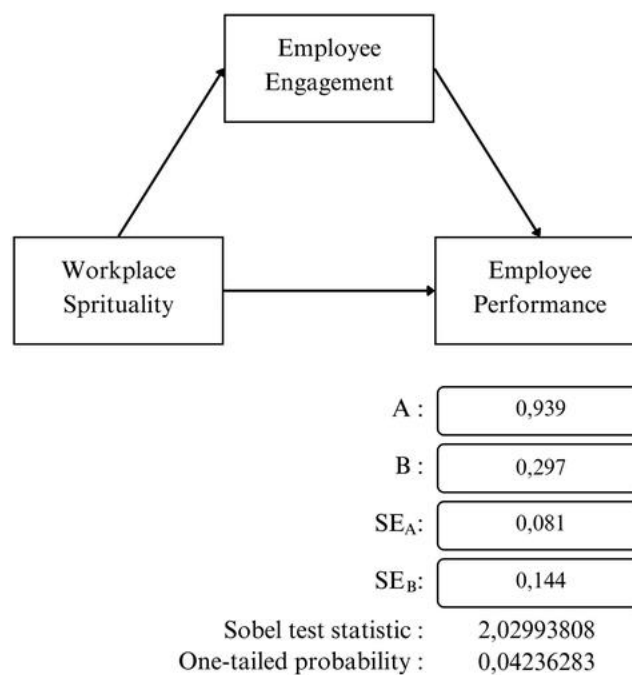 Employee
Engagement
Workplace
Sprituality
Employee
Performance
A : 0,939
B : 0,297
SEA: 0,081
SEB: 0,144
Sobel test statistic : 2,02993808
One-tailed probability : 0,04236283